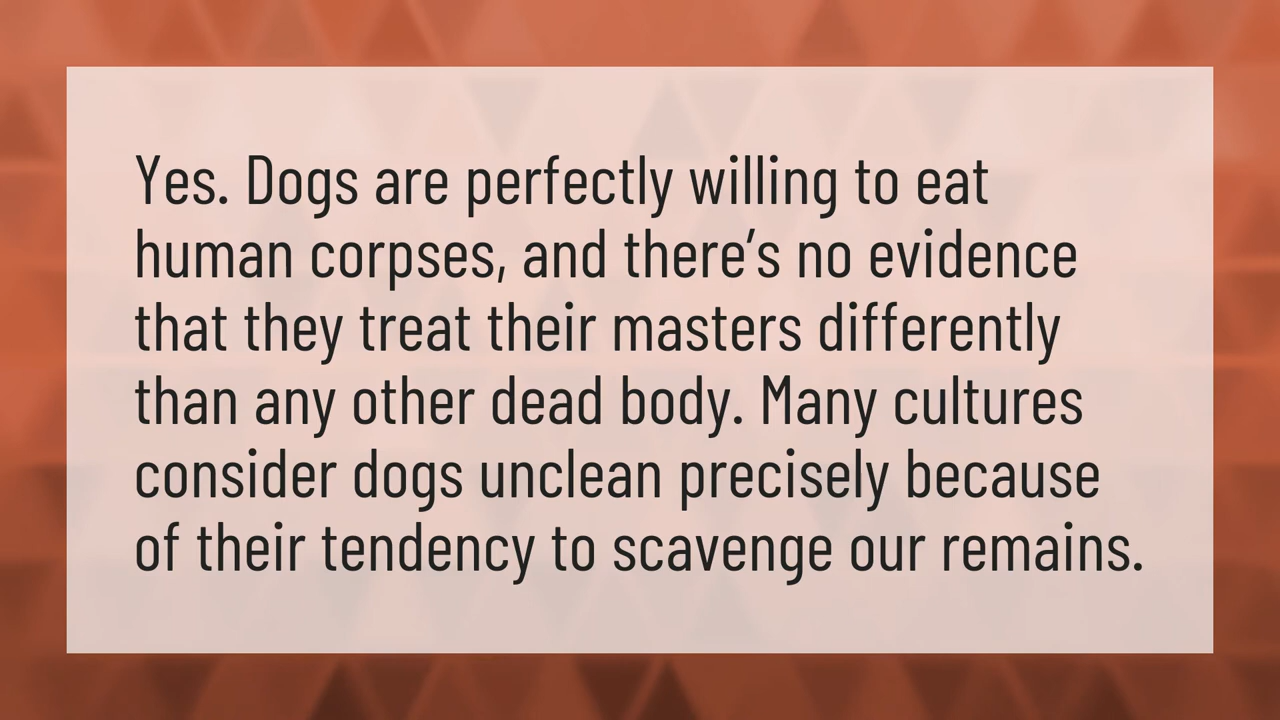 Yes. Dogs are perfectly willing to eat
human corpses, and there’s no evidence
that they treat their masters differently
than any other dead body. Many cultures
consider dogs unclean precisely because
of their tendency to scavenge our remains.